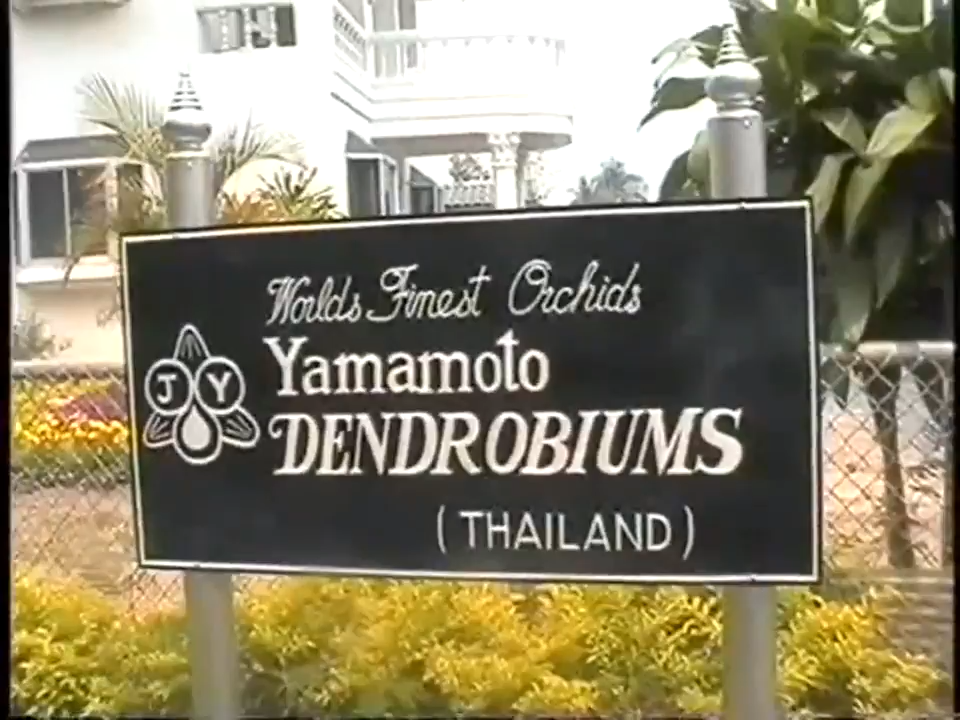 Worlds Finest Orchids
J Y
Yamamoto
DENDROBIUMS
(THAILAND)